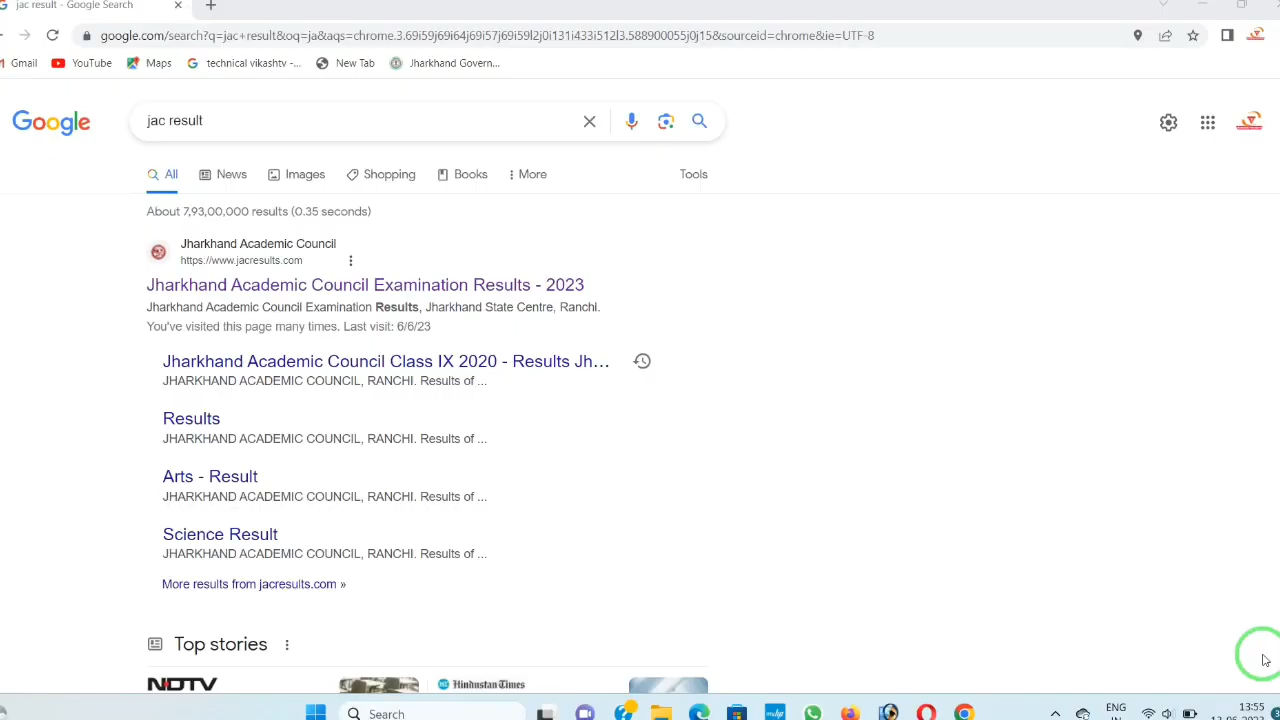 jac result - Google Search
google.com/search?q=jac+result&oq=ja&aqs=chrome.3.69i59j69i64j69i57j69i59l2j0i131i433i512l3.588900055j0j15&sourceid=chrome&ie=UTF-8
Gmail YouTube Maps technical vikashtv -... New Tab Jharkhand Govern...
Google jac result
All News Images Shopping Books More Tools
About 7,93,00,000 results (0.35 seconds)
Jharkhand Academic Council
https://www.jacresults.com
Jharkhand Academic Council Examination Results - 2023
Jharkhand Academic Council Examination Results, Jharkhand State Centre, Ranchi.
You've visited this page many times. Last visit: 6/6/23
Jharkhand Academic Council Class IX 2020 - Results Jh...
JHARKHAND ACADEMIC COUNCIL, RANCHI. Results of ...
Results
JHARKHAND ACADEMIC COUNCIL, RANCHI. Results of ...
Arts - Result
JHARKHAND ACADEMIC COUNCIL, RANCHI. Results of ...
Science Result
JHARKHAND ACADEMIC COUNCIL, RANCHI. Results of ...
More results from jacresults.com »
Top stories
NDTV Hindustan Times
Search ENG 13:55